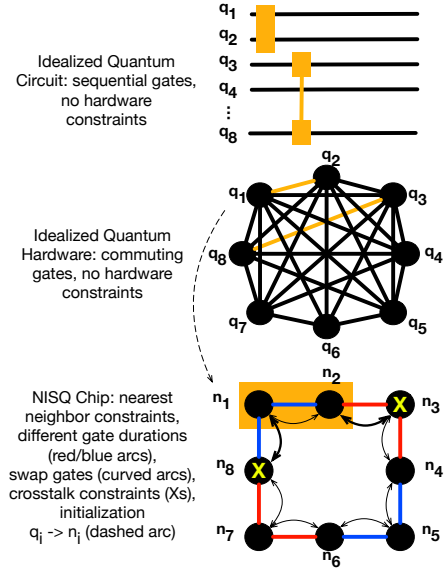 q1
q2
q3
q4
...
q8
Idealized Quantum
Circuit: sequential gates,
no hardware
constraints
q2
q1
q3
q8
q4
q7
q5
q6
Idealized Quantum
Hardware: commuting
gates, no hardware
constraints
n2
n1
n3
X
n8
X
n4
n7
n5
n6
NISQ Chip: nearest
neighbor constraints,
different gate durations
(red/blue arcs),
swap gates (curved arcs),
crosstalk constraints (Xs),
initialization
qi -> ni (dashed arc)